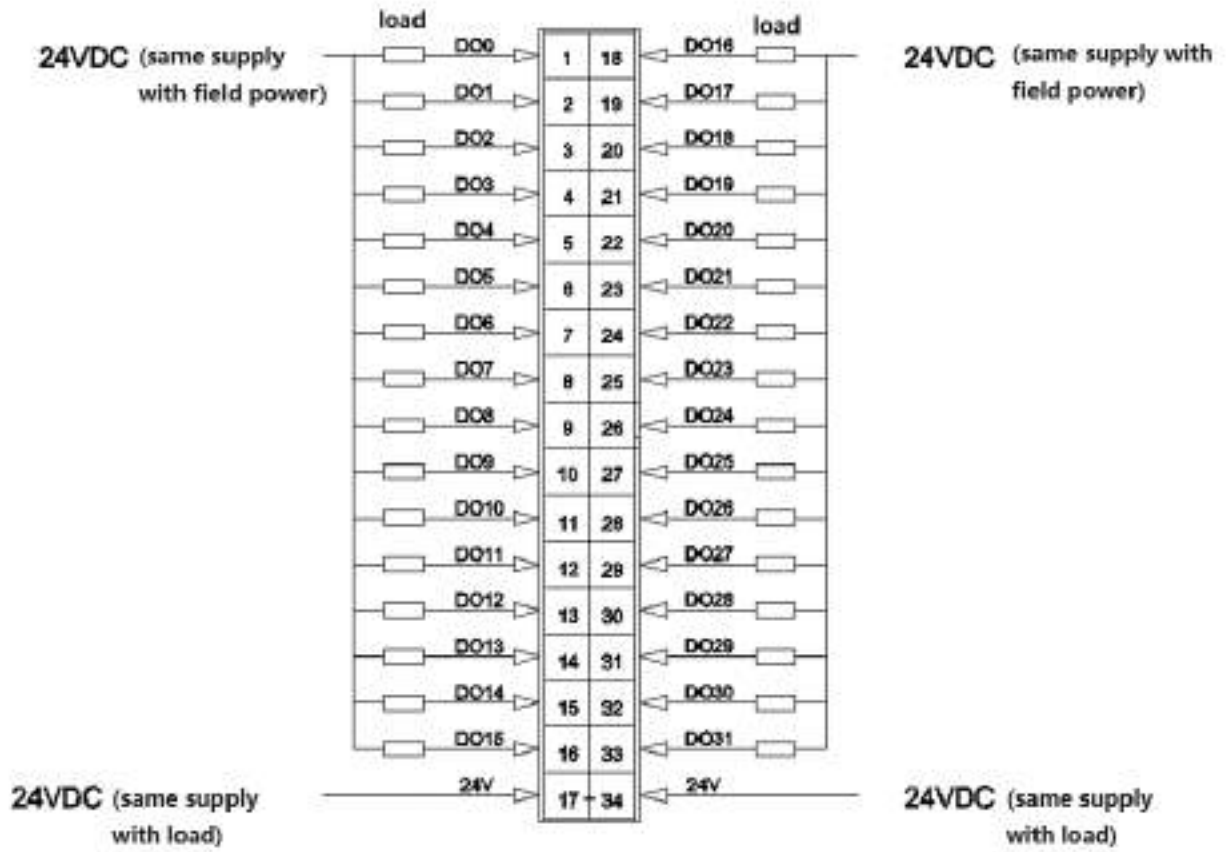 load
load
24VDC (same supply
with field power)
DO0 1 18 DO16
24VDC (same supply with
field power)
DO1 2 19 DO17
DO2 3 20 DO18
DO3 4 21 DO19
DO4 5 22 DO20
DO5 6 23 DO21
DO6 7 24 DO22
DO7 8 25 DO23
DO8 9 26 DO24
DO9 10 27 DO25
DO10 11 28 DO26
DO11 12 29 DO27
DO12 13 30 DO28
DO13 14 31 DO29
DO14 15 32 DO30
DO15 16 33 DO31
24V 17 34 24V
24VDC (same supply
with load)
24VDC (same supply
with load)